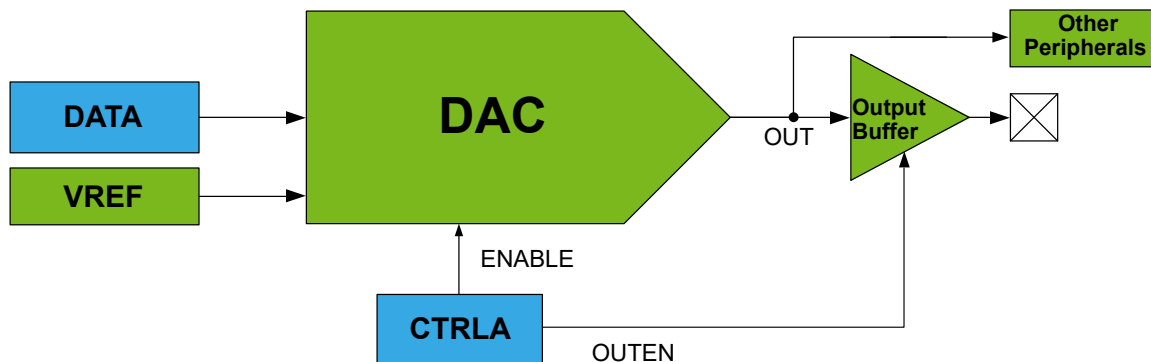 Other
Peripherals
DATA
DAC
Output
Buffer
OUT
VREF
ENABLE
CTRLA
OUTEN